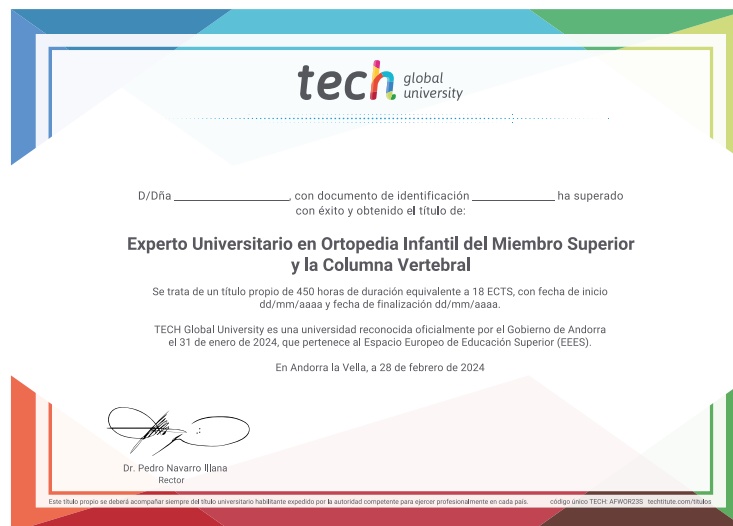 tech global university
D/Dña ______________, con documento de identificación ____________ ha superado
con éxito y obtenido el título de:
Experto Universitario en Ortopedia Infantil del Miembro Superior
y la Columna Vertebral
Se trata de un título propio de 450 horas de duración equivalente a 18 ECTS, con fecha de inicio
dd/mm/aaaa y fecha de finalización dd/mm/aaaa.
TECH Global University es una universidad reconocida oficialmente por el Gobierno de Andorra
el 31 de enero de 2024, que pertenece al Espacio Europeo de Educación Superior (EEES).
En Andorra la Vella, a 28 de febrero de 2024
Dr. Pedro Navarro Illana
Rector
Este título propio se deberá acompañar siempre del título universitario habilitante expedido por la autoridad competente para ejercer profesionalmente en cada país. código único TECH: AFWOR23S techtitute.com/titulos